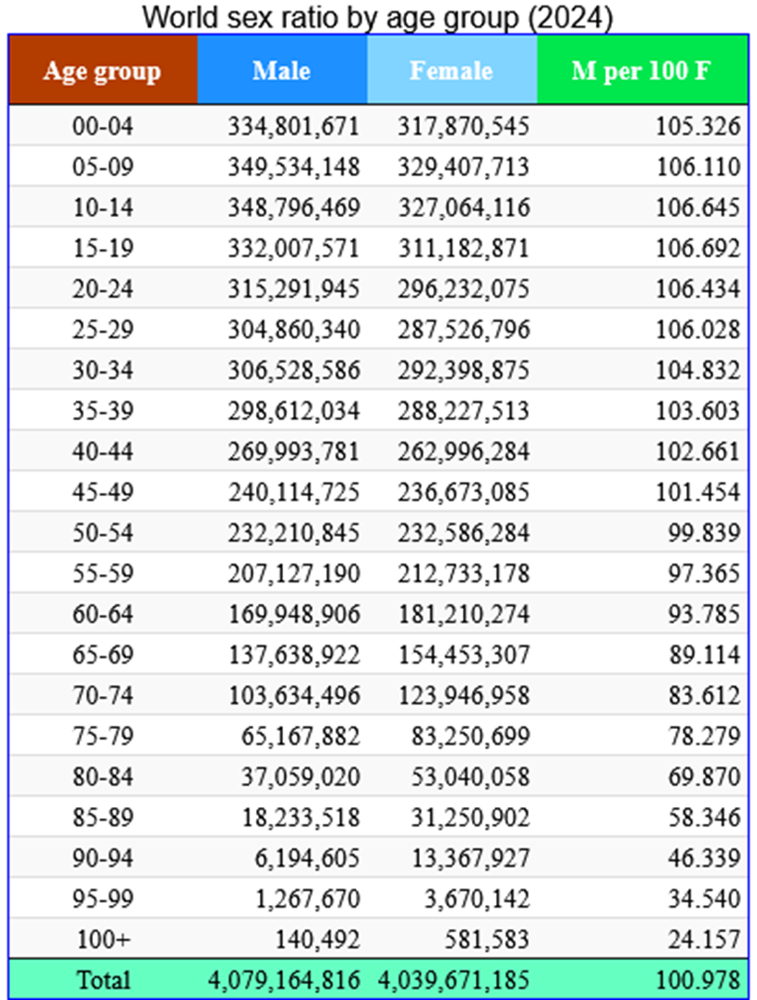 World sex ratio by age group (2024)
Age group Male Female M per 100 F
00-04 334,801,671 317,870,545 105.326
05-09 349,534,148 329,407,713 106.110
10-14 348,796,469 327,064,116 106.645
15-19 332,007,571 311,182,871 106.692
20-24 315,291,945 296,232,075 106.434
25-29 304,860,340 287,526,796 106.028
30-34 306,528,586 292,398,875 104.832
35-39 298,612,034 288,227,513 103.603
40-44 269,993,781 262,996,284 102.661
45-49 240,114,725 236,673,085 101.454
50-54 232,210,845 232,586,284 99.839
55-59 207,127,190 212,733,178 97.365
60-64 169,948,906 181,210,274 93.785
65-69 137,638,922 154,453,307 89.114
70-74 103,634,496 123,946,958 83.612
75-79 65,167,882 83,250,699 78.279
80-84 37,059,020 53,040,058 69.870
85-89 18,233,518 31,250,902 58.346
90-94 6,194,605 13,367,927 46.339
95-99 1,267,670 3,670,142 34.540
100+ 140,492 581,583 24.157
Total 4,079,164,816 4,039,671,185 100.978